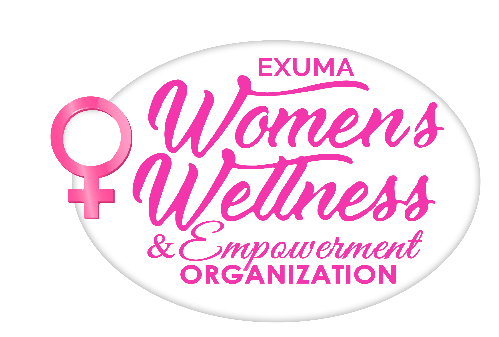 EXUMA
Womens
Wellness
& Empowerment
ORGANIZATION